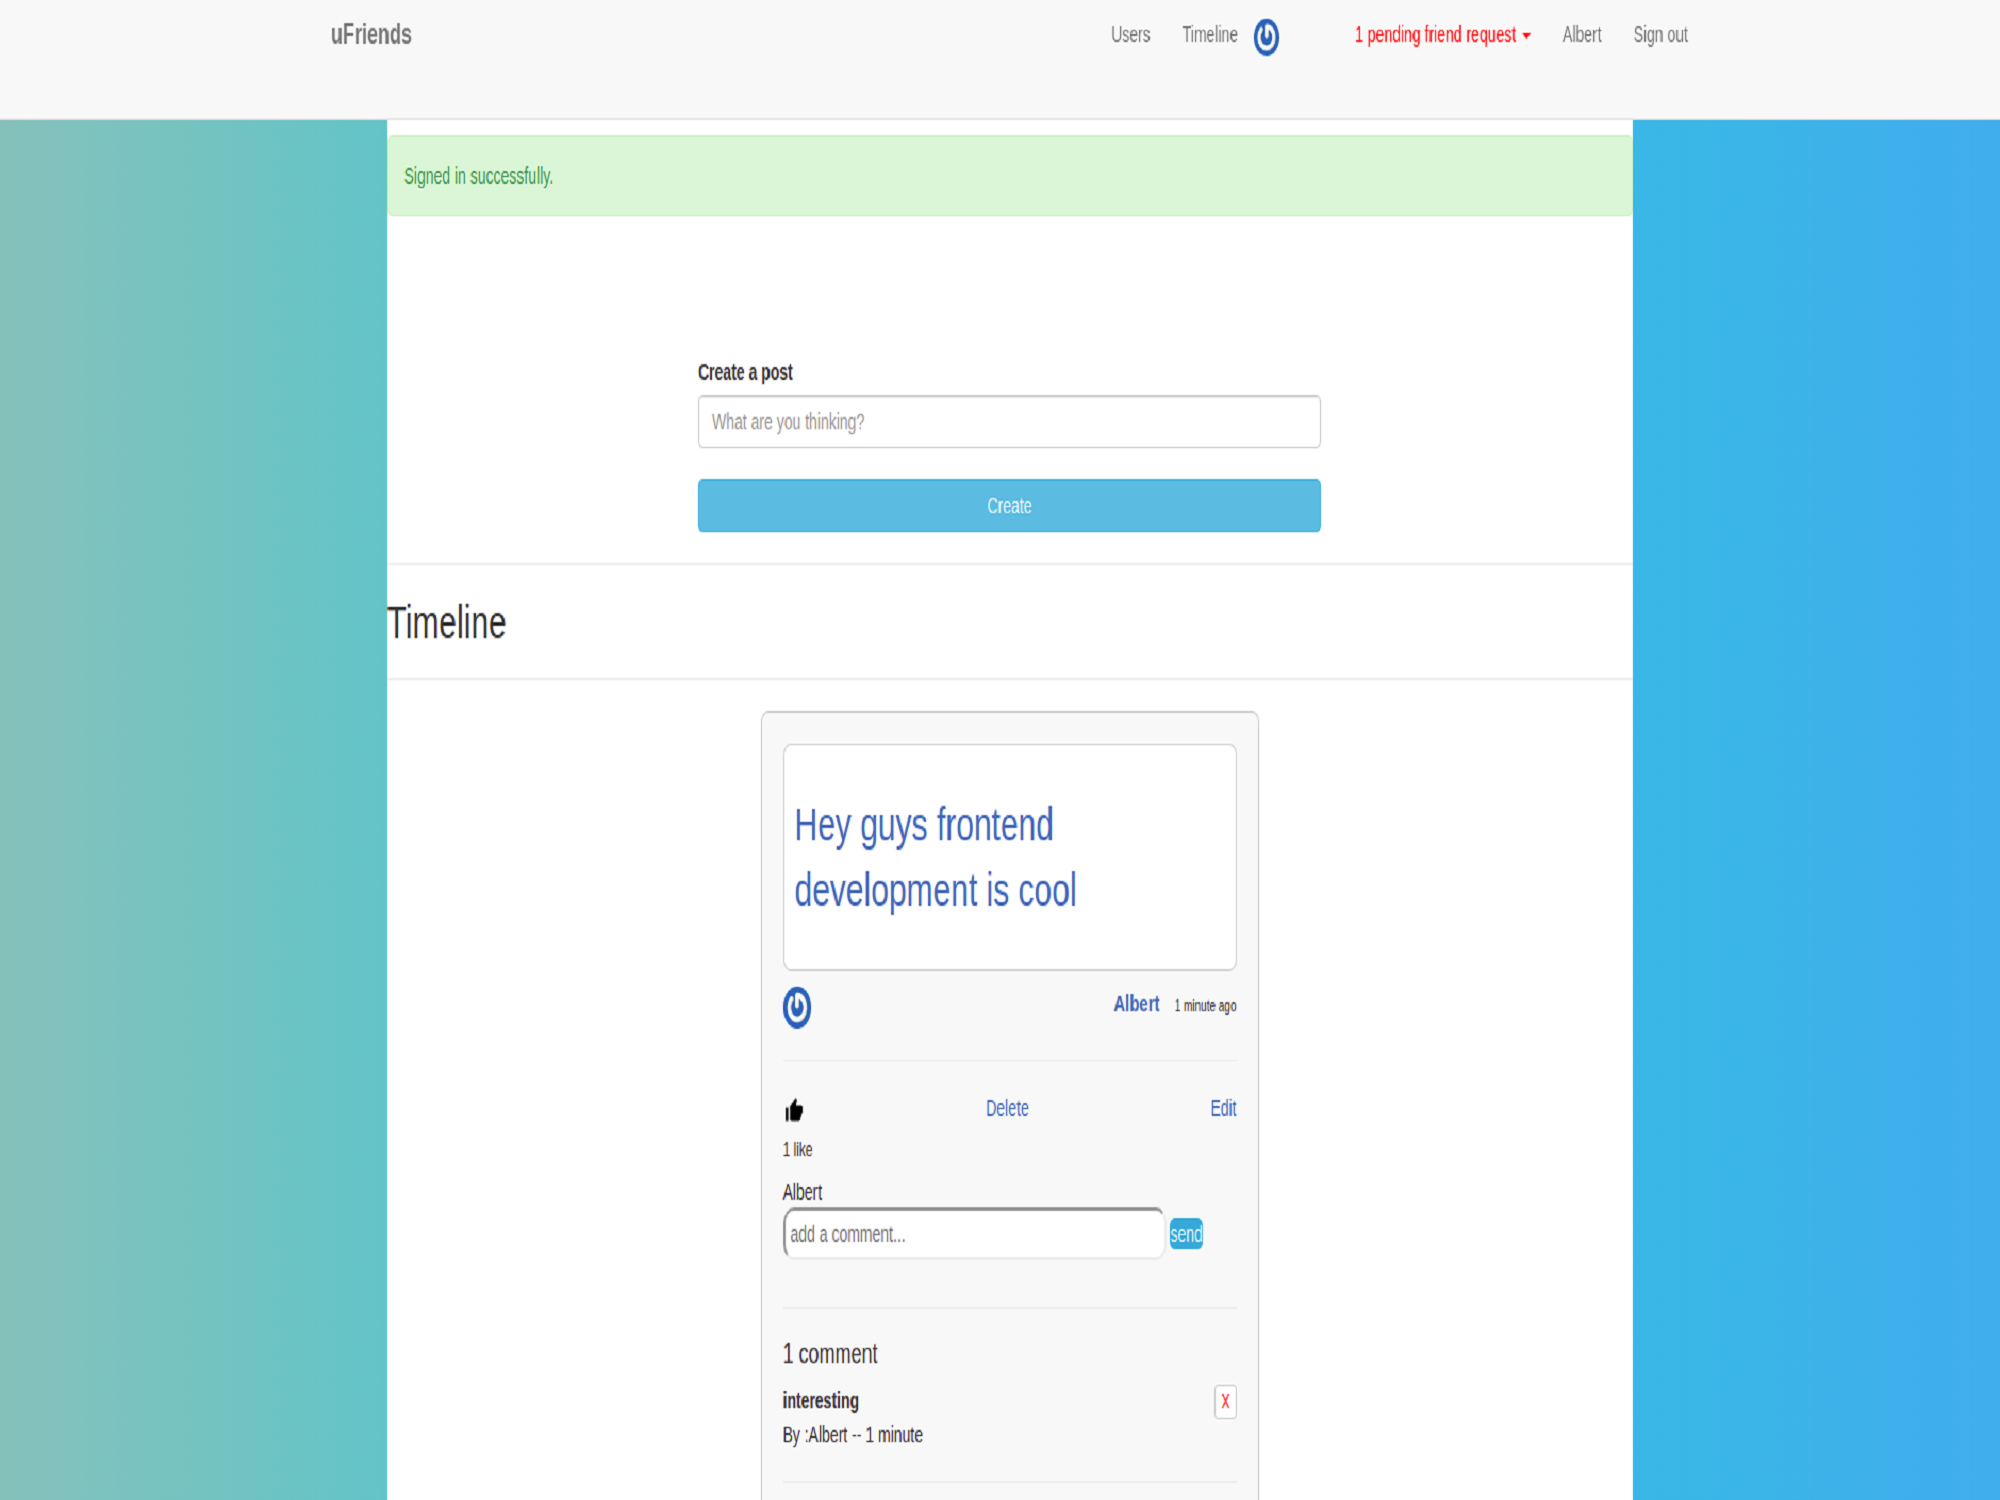 uFriends Users Timeline 1 pending friend request Albert Sign out
Signed in successfully.
Create a post
What are you thinking?
Create
Timeline
Hey guys frontend
development is cool
Albert 1 minute ago
Delete Edit
1 like
Albert
add a comment... send
1 comment
interesting X
By :Albert -- 1 minute